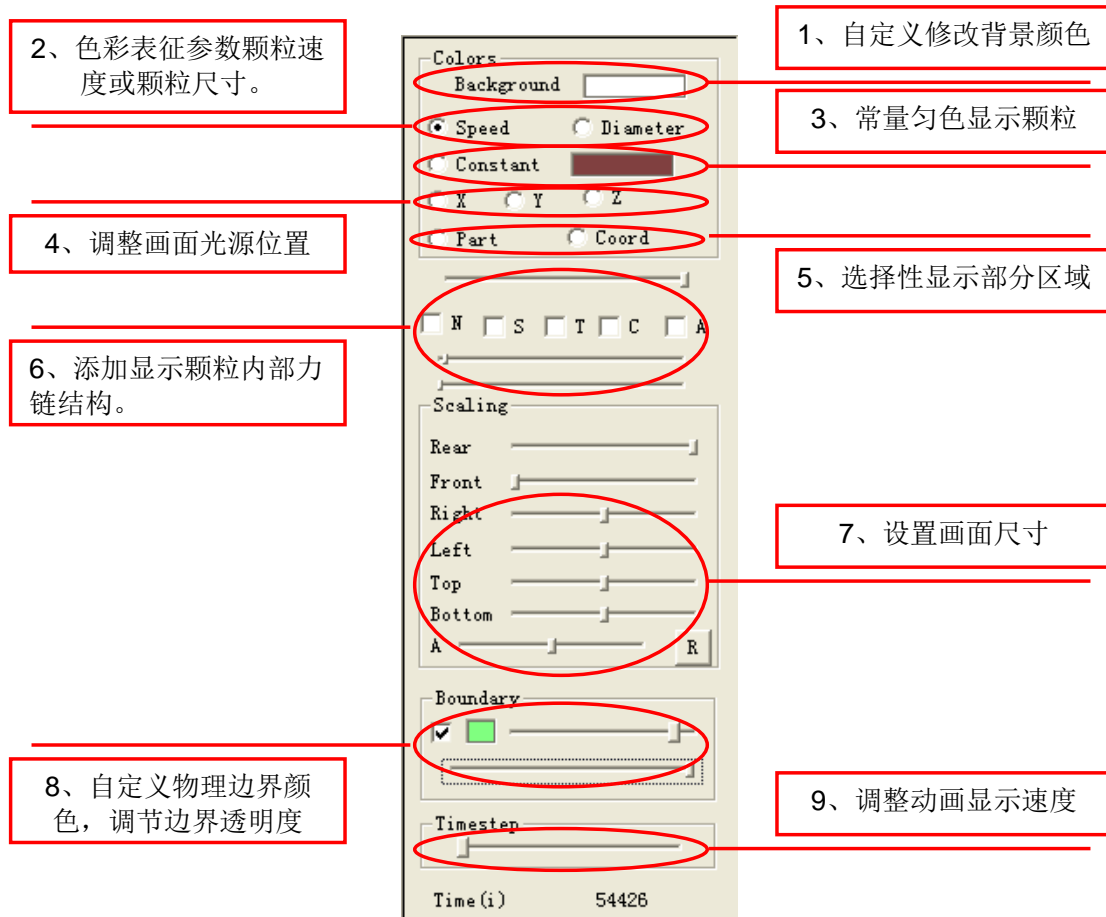 1、自定义修改背景颜色
2、色彩表征参数颗粒速
度或颗粒尺寸。
Colors
Background
3、常量匀色显示颗粒
Speed Diameter
Constant
X Y Z
4、调整画面光源位置
Part Coord
5、选择性显示部分区域
N S T C A
6、添加显示颗粒内部力
链结构。
Scaling
Rear
Front
Right
7、设置画面尺寸
Left
Top
Bottom
A R
Boundary
8、自定义物理边界颜
色，调节边界透明度
9、调整动画显示速度
Timestep
Time(i) 54426